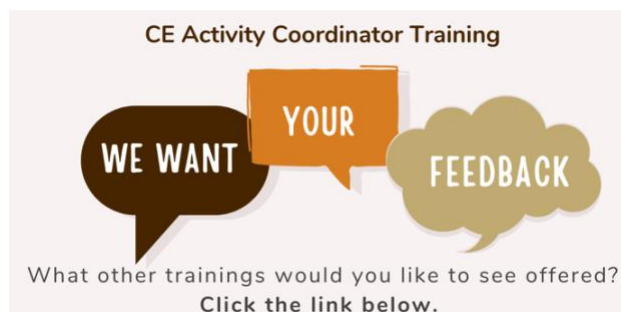 CE Activity Coordinator Training
WE WANT
YOUR
FEEDBACK
What other trainings would you like to see offered?
Click the link below.